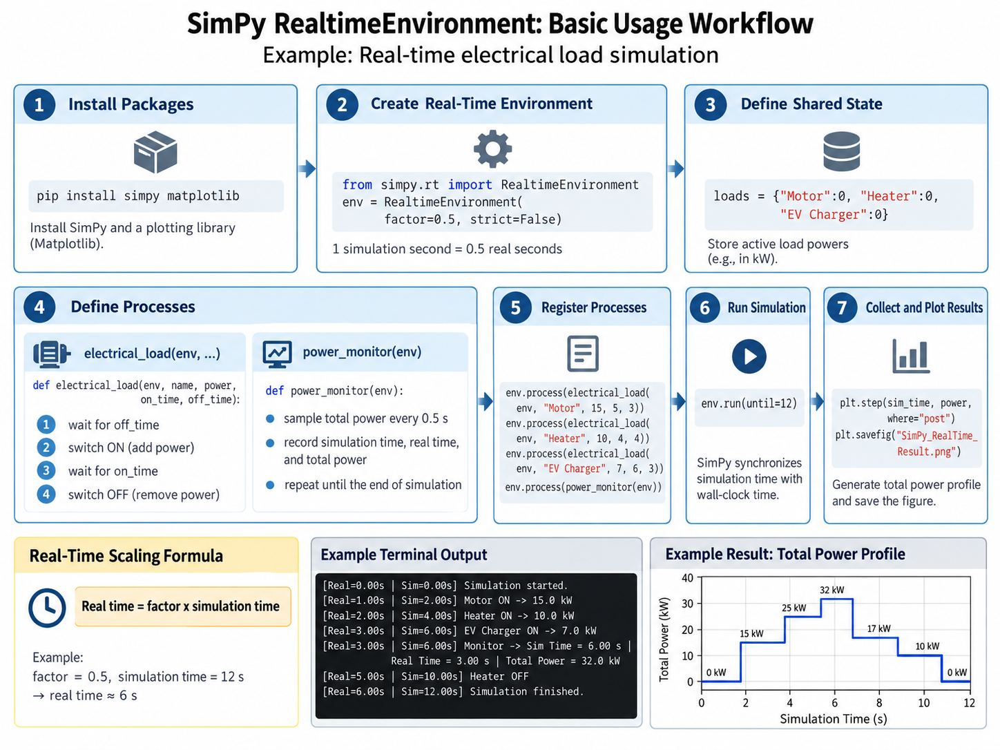 SimPy RealtimeEnvironment: Basic Usage Workflow
Example: Real-time electrical load simulation
1 Install Packages
pip install simpy matplotlib
Install SimPy and a plotting library
(Matplotlib).
2 Create Real-Time Environment
from simpy.rt import RealtimeEnvironment
env = RealtimeEnvironment(
factor=0.5, strict=False)
1 simulation second = 0.5 real seconds
3 Define Shared State
loads = {"Motor":0, "Heater":0,
"EV Charger":0}
Store active load powers
(e.g., in kW).
4 Define Processes
electrical_load(env, ...)
def electrical_load(env, name, power,
on_time, off_time):
1 wait for off_time
2 switch ON (add power)
3 wait for on_time
4 switch OFF (remove power)
power_monitor(env)
def power_monitor(env):
• sample total power every 0.5 s
• record simulation time, real time,
and total power
• repeat until the end of simulation
5 Register Processes
env.process(electrical_load(
env, "Motor", 15, 5, 3))
env.process(electrical_load(
env, "Heater", 10, 4, 4))
env.process(electrical_load(
env, "EV Charger", 7, 6, 3))
env.process(power_monitor(env))
6 Run Simulation
env.run(until=12)
SimPy synchronizes
simulation time with
wall-clock time.
7 Collect and Plot Results
plt.step(sim_time, power,
where="post")
plt.savefig("SimPy_RealTime_
Result.png")
Generate total power profile
and save the figure.
Real-Time Scaling Formula
Real time = factor x simulation time
Example:
factor = 0.5, simulation time = 12 s
→ real time ≈ 6 s
Example Terminal Output
[Real=0.00s | Sim=0.00s] Simulation started.
[Real=1.00s | Sim=2.00s] Motor ON -> 15.0 kW
[Real=2.00s | Sim=4.00s] Heater ON -> 10.0 kW
[Real=3.00s | Sim=6.00s] EV Charger ON -> 7.0 kW
[Real=3.00s | Sim=6.00s] Monitor -> Sim Time = 6.00 s |
Real Time = 3.00 s | Total Power = 32.0 kW
[Real=5.00s | Sim=10.00s] Heater OFF
[Real=6.00s | Sim=12.00s] Simulation finished.
Example Result: Total Power Profile
Total Power (kW)
40
30
20
10
0
0 kW
15 kW
25 kW
32 kW
17 kW
10 kW
0 kW
0 2 4 6 8 10 12
Simulation Time (s)